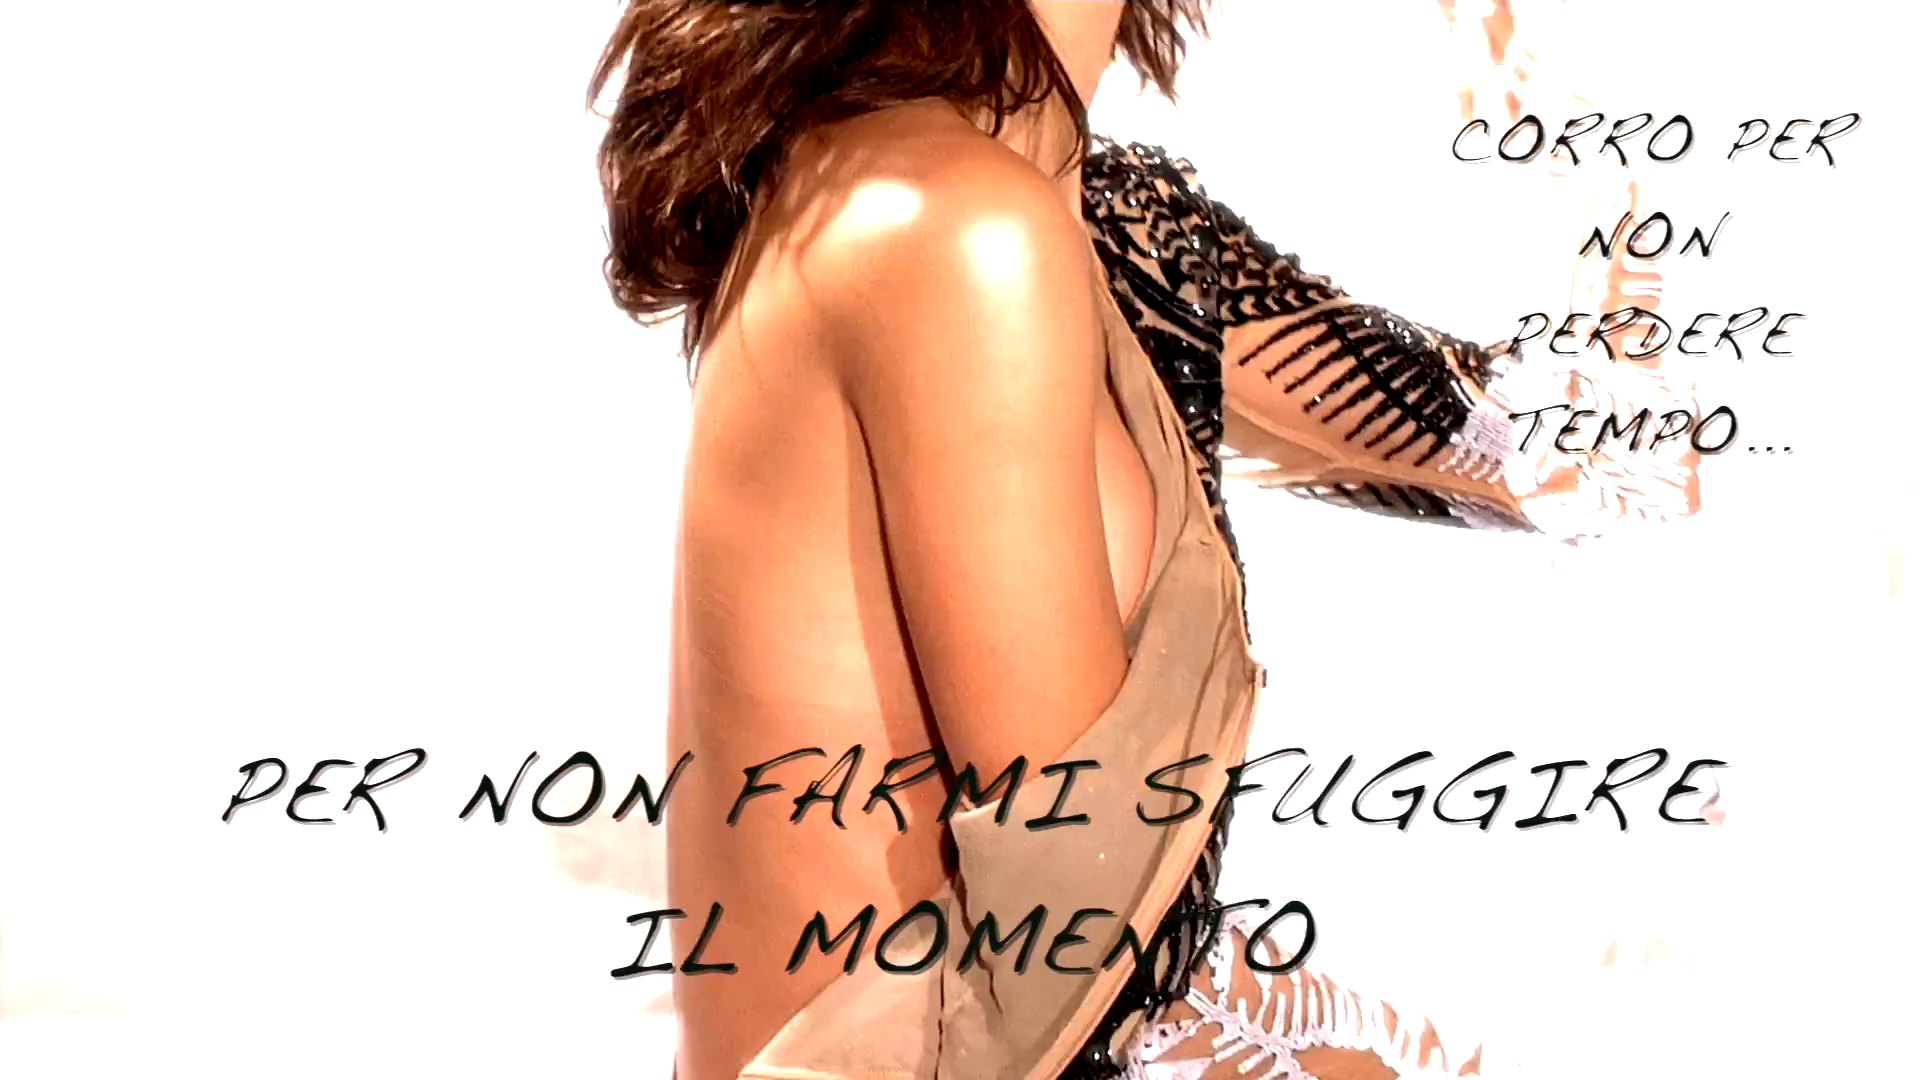 CORRO PER
NON
PERDERE
TEMPO...
PER NON FARMI SFUGGIRE
IL MOMENTO